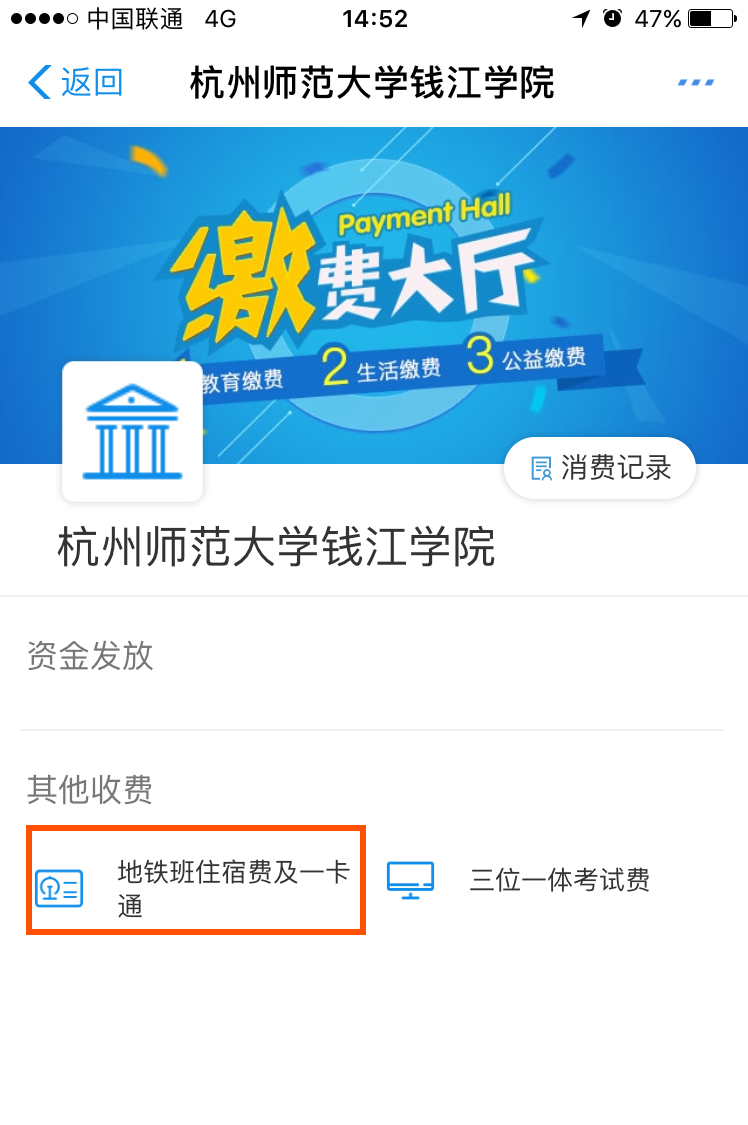 中国联通 4G 14:52 47%
返回 杭州师范大学钱江学院
Payment Hall
缴费大厅
教育缴费 2 生活缴费 3 公益缴费
消费记录
杭州师范大学钱江学院
资金发放
其他收费
地铁班住宿费及一卡
通
三位一体考试费